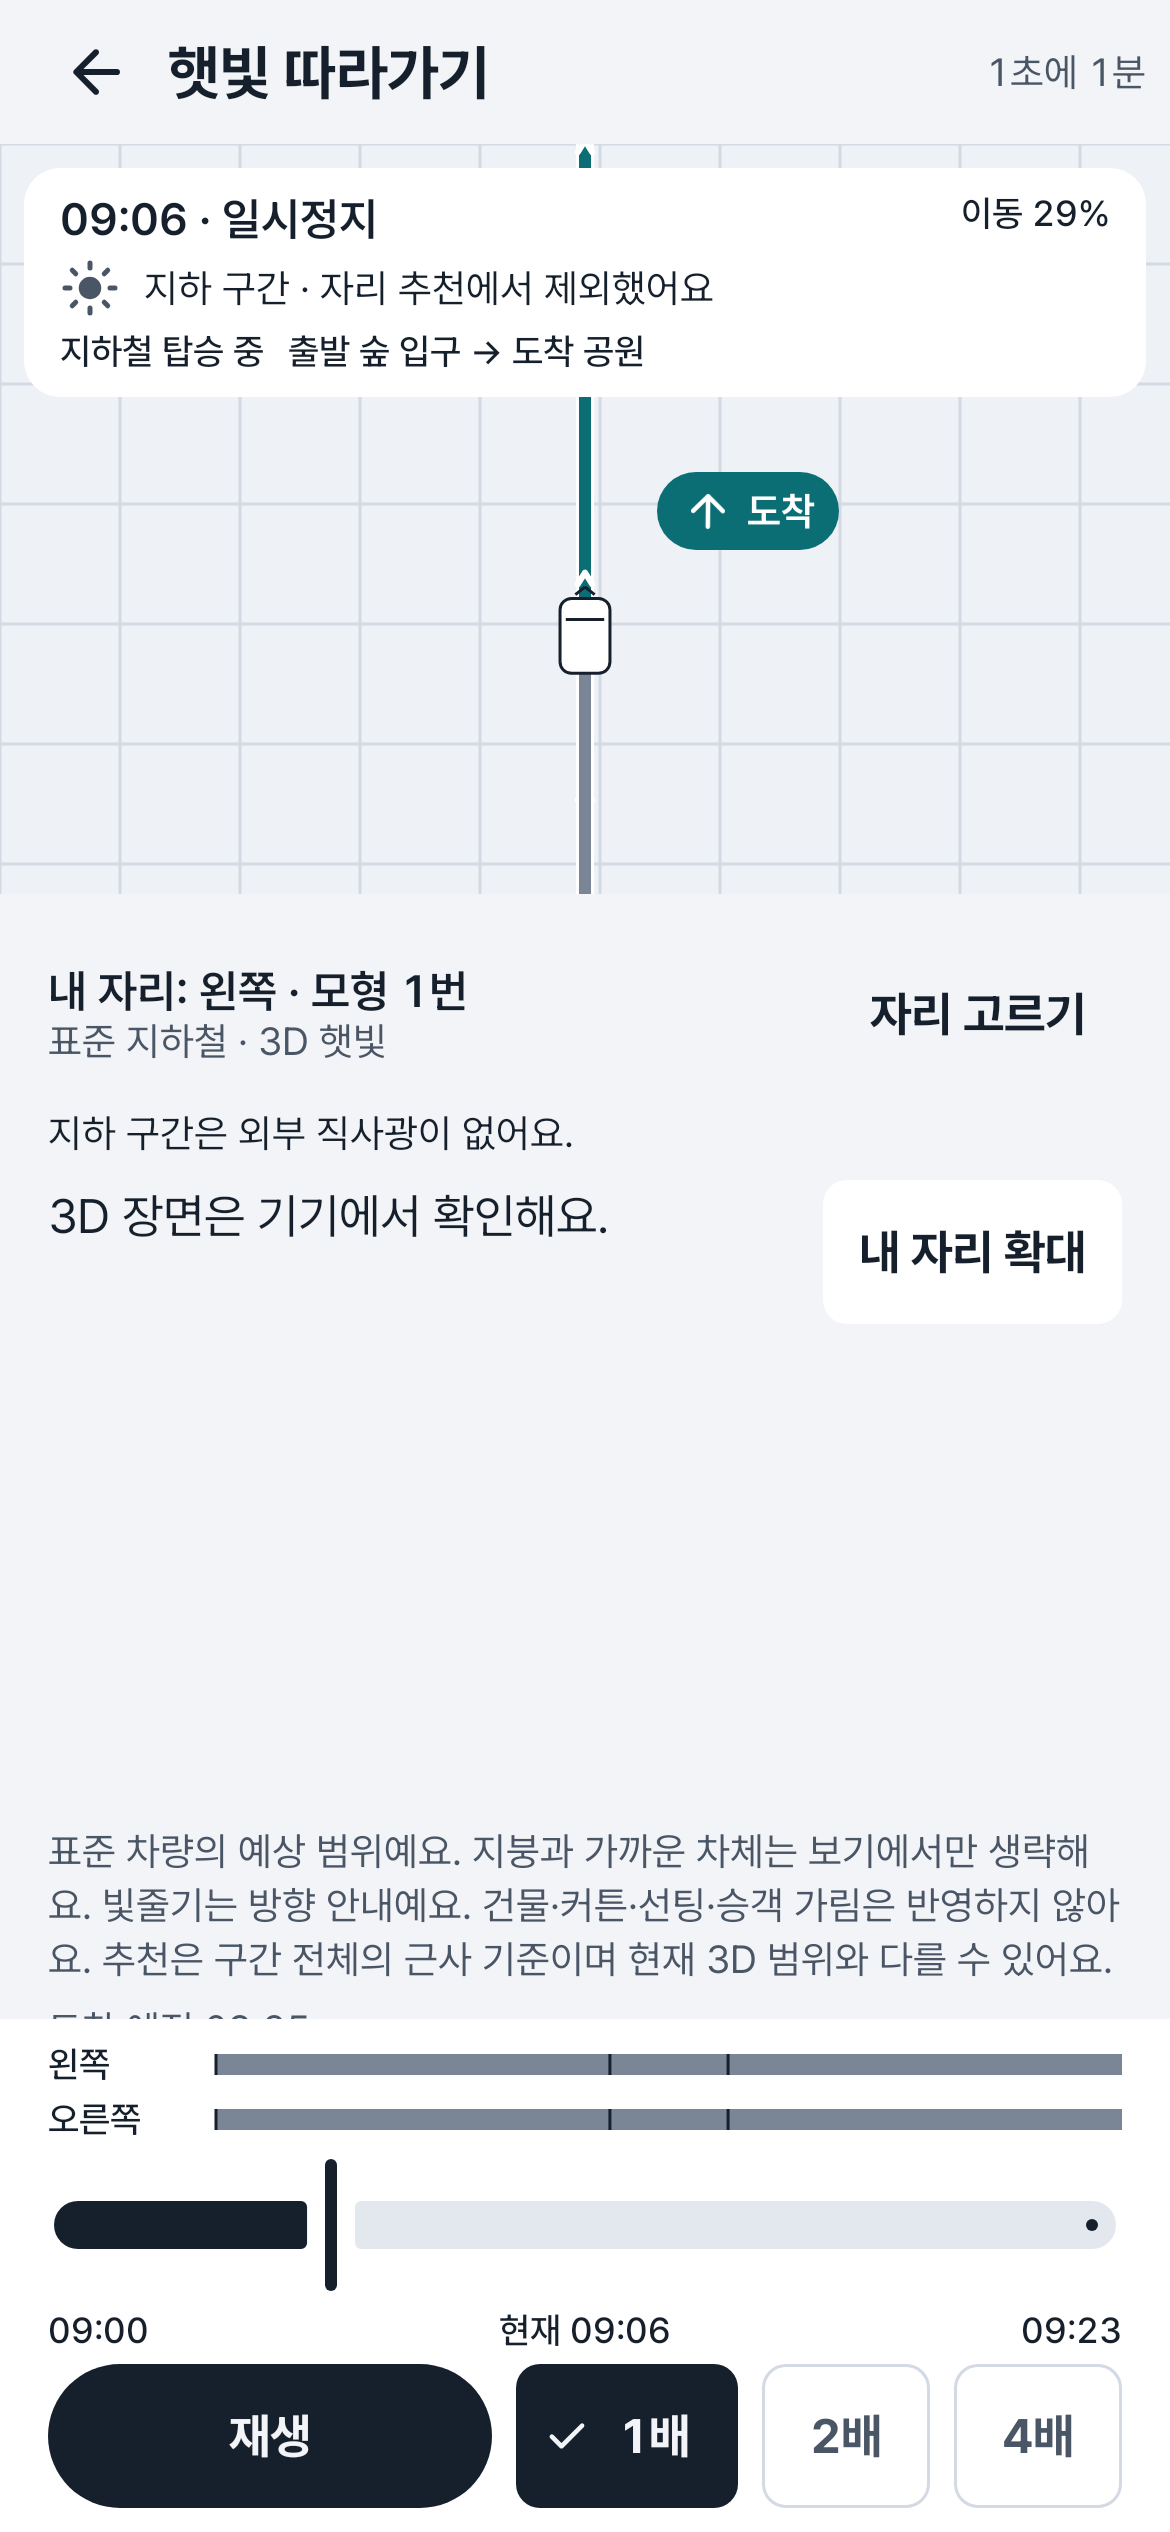 햇빛 따라가기
1초에 1분
09:06 · 일시정지
이동 29%
지하 구간 · 자리 추천에서 제외했어요
지하철 탑승 중 출발 숲 입구 → 도착 공원
↑ 도착
내 자리: 왼쪽 · 모형 1번
자리 고르기
표준 지하철 · 3D 햇빛
지하 구간은 외부 직사광이 없어요.
3D 장면은 기기에서 확인해요.
내 자리 확대
표준 차량의 예상 범위예요. 지붕과 가까운 차체는 보기에서만 생략해
요. 빛줄기는 방향 안내예요. 건물·커튼·선팅·승객 가림은 반영하지 않아
요. 추천은 구간 전체의 근사 기준이며 현재 3D 범위와 다를 수 있어요.
왼쪽
오른쪽
09:00
현재 09:06
09:23
재생
1배
2배
4배